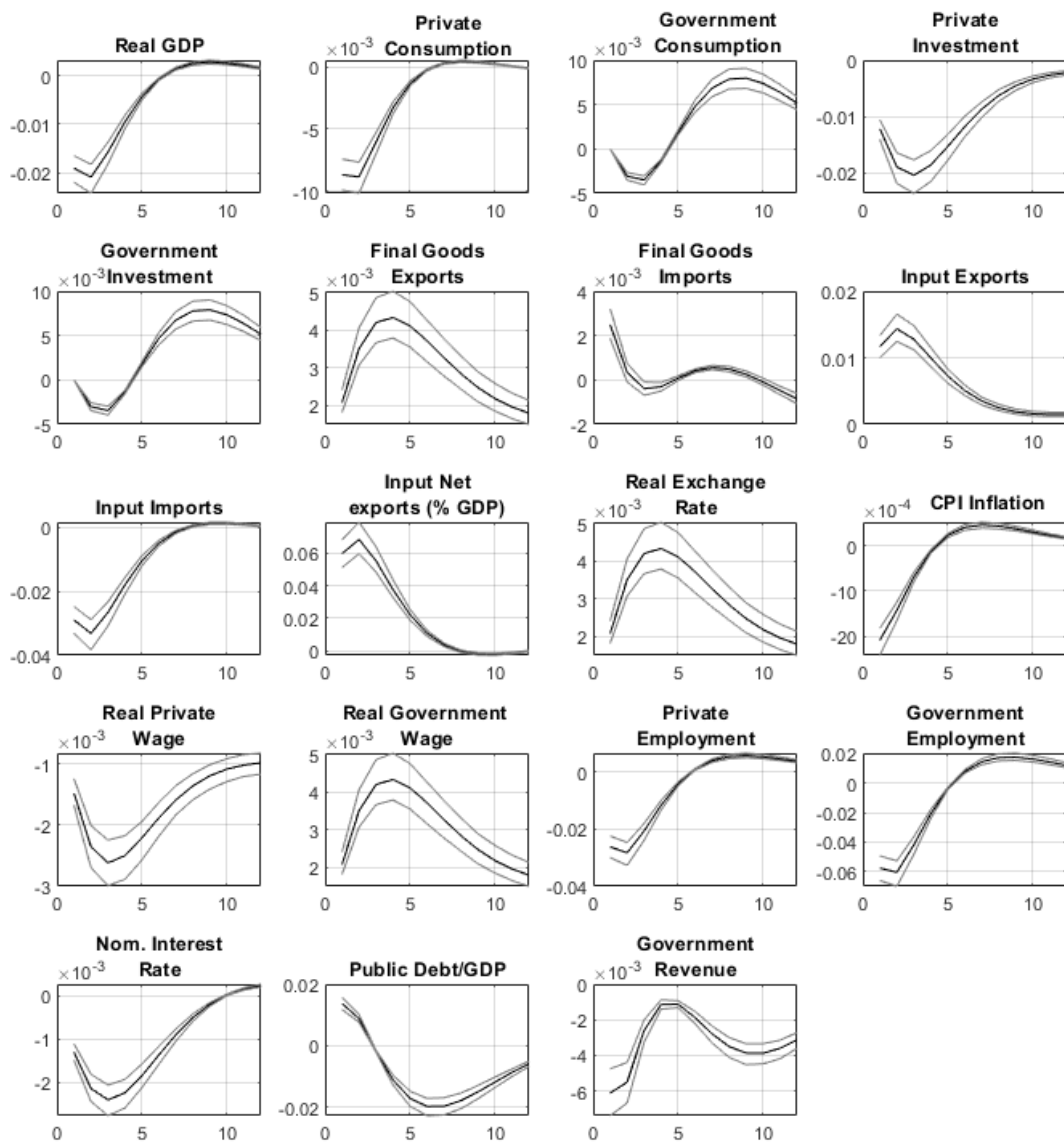 Real GDP
0
-0.01
-0.02
0 5 10
Private
Consumption
×10⁻³
0
-5
-10
0 5 10
Government
Consumption
×10⁻³
10
5
0
-5
0 5 10
Private
Investment
0
-0.01
-0.02
0 5 10
Government
Investment
×10⁻³
10
5
0
-5
0 5 10
Final Goods
Exports
×10⁻³
5
4
3
2
0 5 10
Final Goods
Imports
×10⁻³
4
2
0
-2
0 5 10
Input Exports
0.02
0.01
0
0 5 10
Input Imports
0
-0.02
-0.04
0 5 10
Input Net
exports (% GDP)
0.06
0.04
0.02
0
0 5 10
Real Exchange
Rate
×10⁻³
5
4
3
2
0 5 10
CPI Inflation
×10⁻⁴
0
-10
-20
0 5 10
Real Private
Wage
×10⁻³
-1
-2
-3
0 5 10
Real Government
Wage
×10⁻³
5
4
3
2
0 5 10
Private
Employment
0
-0.02
-0.04
0 5 10
Government
Employment
0.02
0
-0.02
-0.04
-0.06
0 5 10
Nom. Interest
Rate
×10⁻³
0
-1
-2
0 5 10
Public Debt/GDP
0.02
0
-0.02
0 5 10
Government
Revenue
×10⁻³
0
-2
-4
-6
0 5 10